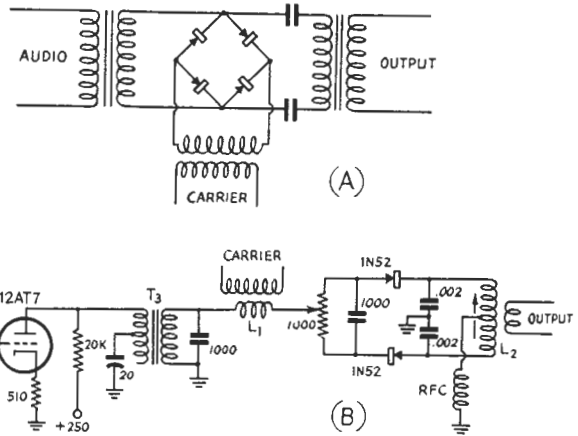 AUDIO
OUTPUT
CARRIER
(A)
CARRIER
12AT7
T3
1N52
20K
20
1000
L1
1000
1000
.002
.002
OUTPUT
L2
510
+250
1N52
RFC
(B)